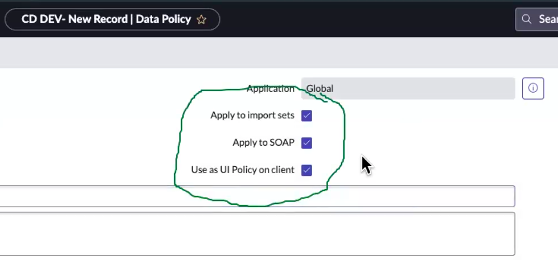 CD DEV- New Record | Data Policy ☆
Sear
Application Global
Apply to import sets
Apply to SOAP
Use as UI Policy on client